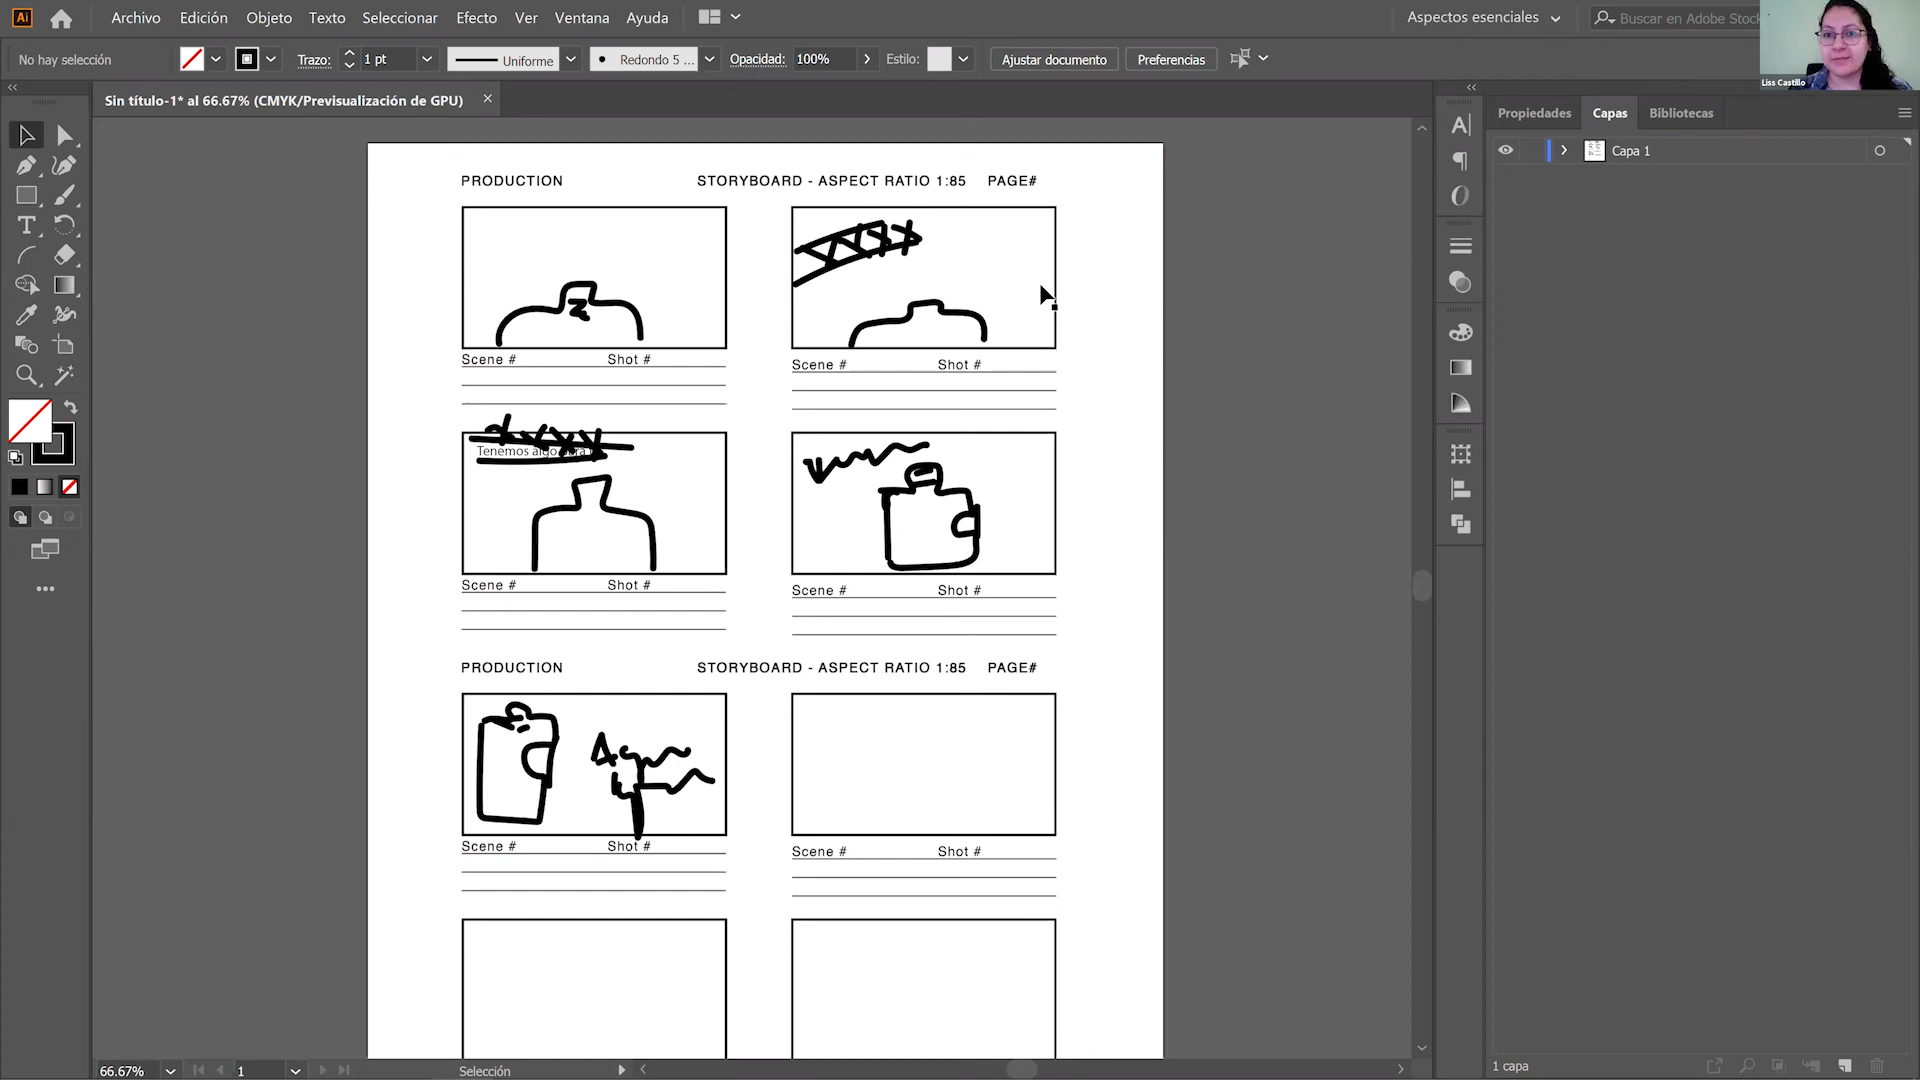 Archivo Edición Objeto Texto Seleccionar Efecto Ver Ventana Ayuda
Aspectos esenciales
Buscar en Adobe Stock
Liss Castillo
No hay selección
Trazo: 1 pt
Uniforme
Redondo 5 ...
Opacidad: 100%
Estilo:
Ajustar documento
Preferencias
Sin título-1* al 66.67% (CMYK/Previsualización de GPU)
Propiedades Capas Bibliotecas
Capa 1
PRODUCTION STORYBOARD - ASPECT RATIO 1:85 PAGE#
Scene # Shot #
Scene # Shot #
Tenemos algo
Scene # Shot #
Scene # Shot #
PRODUCTION STORYBOARD - ASPECT RATIO 1:85 PAGE#
Scene # Shot #
Scene # Shot #
66.67%
1
Selección
1 capa